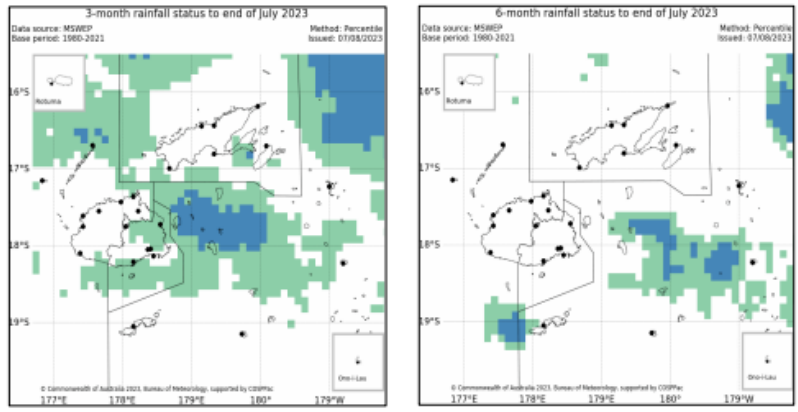 3-month rainfall status to end of July 2023
Data source: MSWEP
Method: Percentile
Base period: 1980-2021
Issued: 07/08/2023
Rotuma
16°S
17°S
18°S
19°S
Ono-i-Lau
© Commonwealth of Australia 2023, Bureau of Meteorology, supported by COSPPac
177°E 178°E 179°E 180° 179°W
6-month rainfall status to end of July 2023
Data source: MSWEP
Method: Percentile
Base period: 1980-2021
Issued: 07/08/2023
Rotuma
16°S
17°S
18°S
19°S
Ono-i-Lau
© Commonwealth of Australia 2023, Bureau of Meteorology, supported by COSPPac
177°E 178°E 179°E 180° 179°W